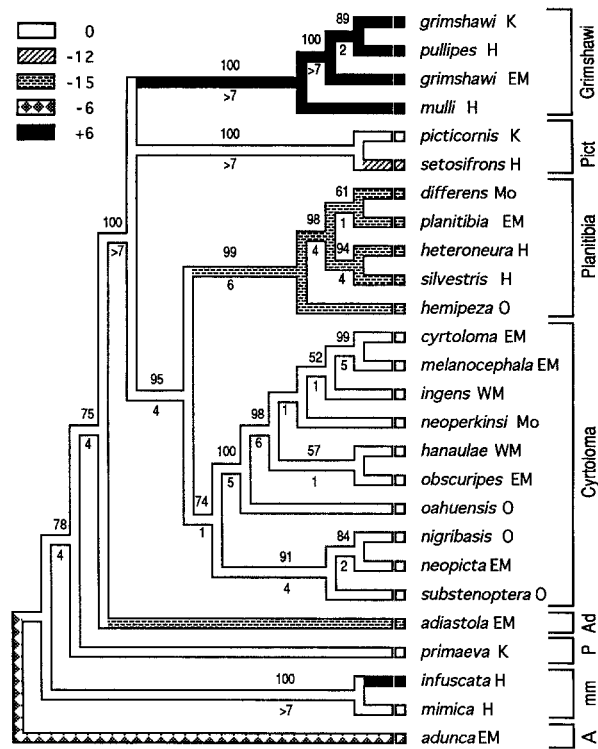 0
-12
-15
-6
+6
89
grimshawi K
100
2
pullipes H
>7
grimshawi EM
100
>7
mulli H
Grimshawi
100
picticornis K
>7
setosifrons H
Pict
100
>7
61
differens Mo
98
1
planitibia EM
99
4
94
heteroneura H
6
4
silvestris H
hemipeza O
Planitibia
99
cyrtoloma EM
52
5
melanocephala EM
95
4
1
ingens WM
98
1
neoperkinsi Mo
75
4
100
6
57
hanaulae WM
5
1
obscuripes EM
74
1
oahuensis O
78
4
84
nigribasis O
91
2
neopicta EM
4
substenoptera O
Cyrtoloma
adiastola EM
Ad
primaeva K
P
100
infuscata H
>7
mimica H
mm
adunca EM
A